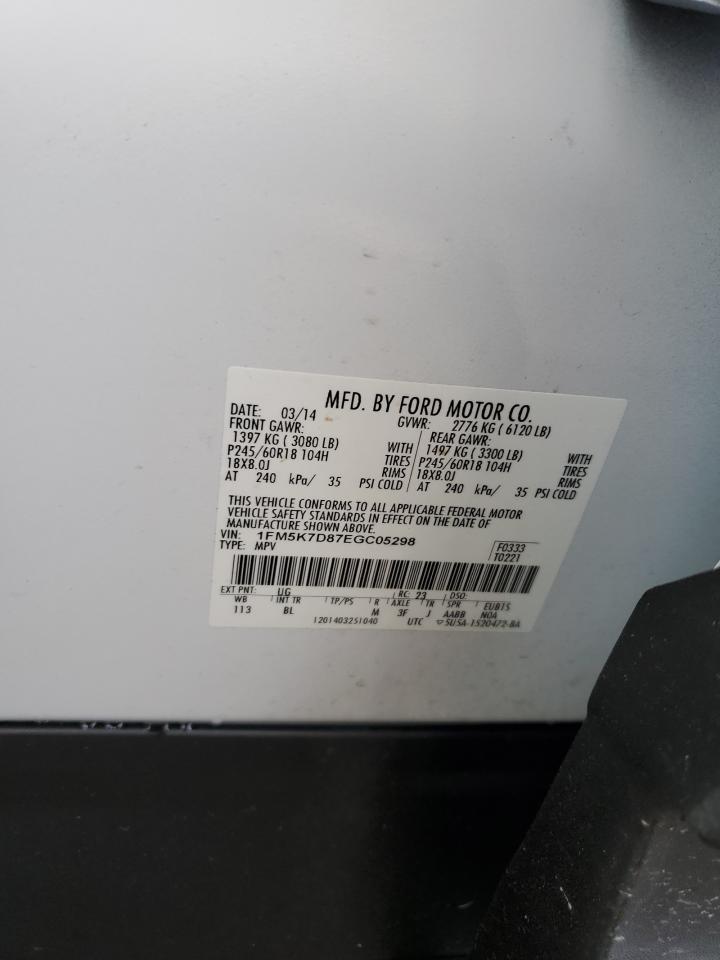 MFD. BY FORD MOTOR CO.
DATE: 03/14 GVWR: 2776 KG ( 6120 LB)
FRONT GAWR: REAR GAWR:
1397 KG ( 3080 LB) WITH 1497 KG ( 3300 LB) WITH
P245/60R18 104H TIRES P245/60R18 104H TIRES
18X8.0J RIMS 18X8.0J RIMS
AT 240 kPa/ 35 PSI COLD AT 240 kPa/ 35 PSI COLD
THIS VEHICLE CONFORMS TO ALL APPLICABLE FEDERAL MOTOR
VEHICLE SAFETY STANDARDS IN EFFECT ON THE DATE OF
MANUFACTURE SHOWN ABOVE.
VIN: 1FM5K7D87EGC05298 F0333
TYPE: MPV T0221
EXT PNT: UG RC: 23 DSO:
WB INT TR TP/PS R AXLE TR SPR EUB15
113 BL M 3F J AABB N0A
1201403251040 UTC ▽5U5A-1520472-BA